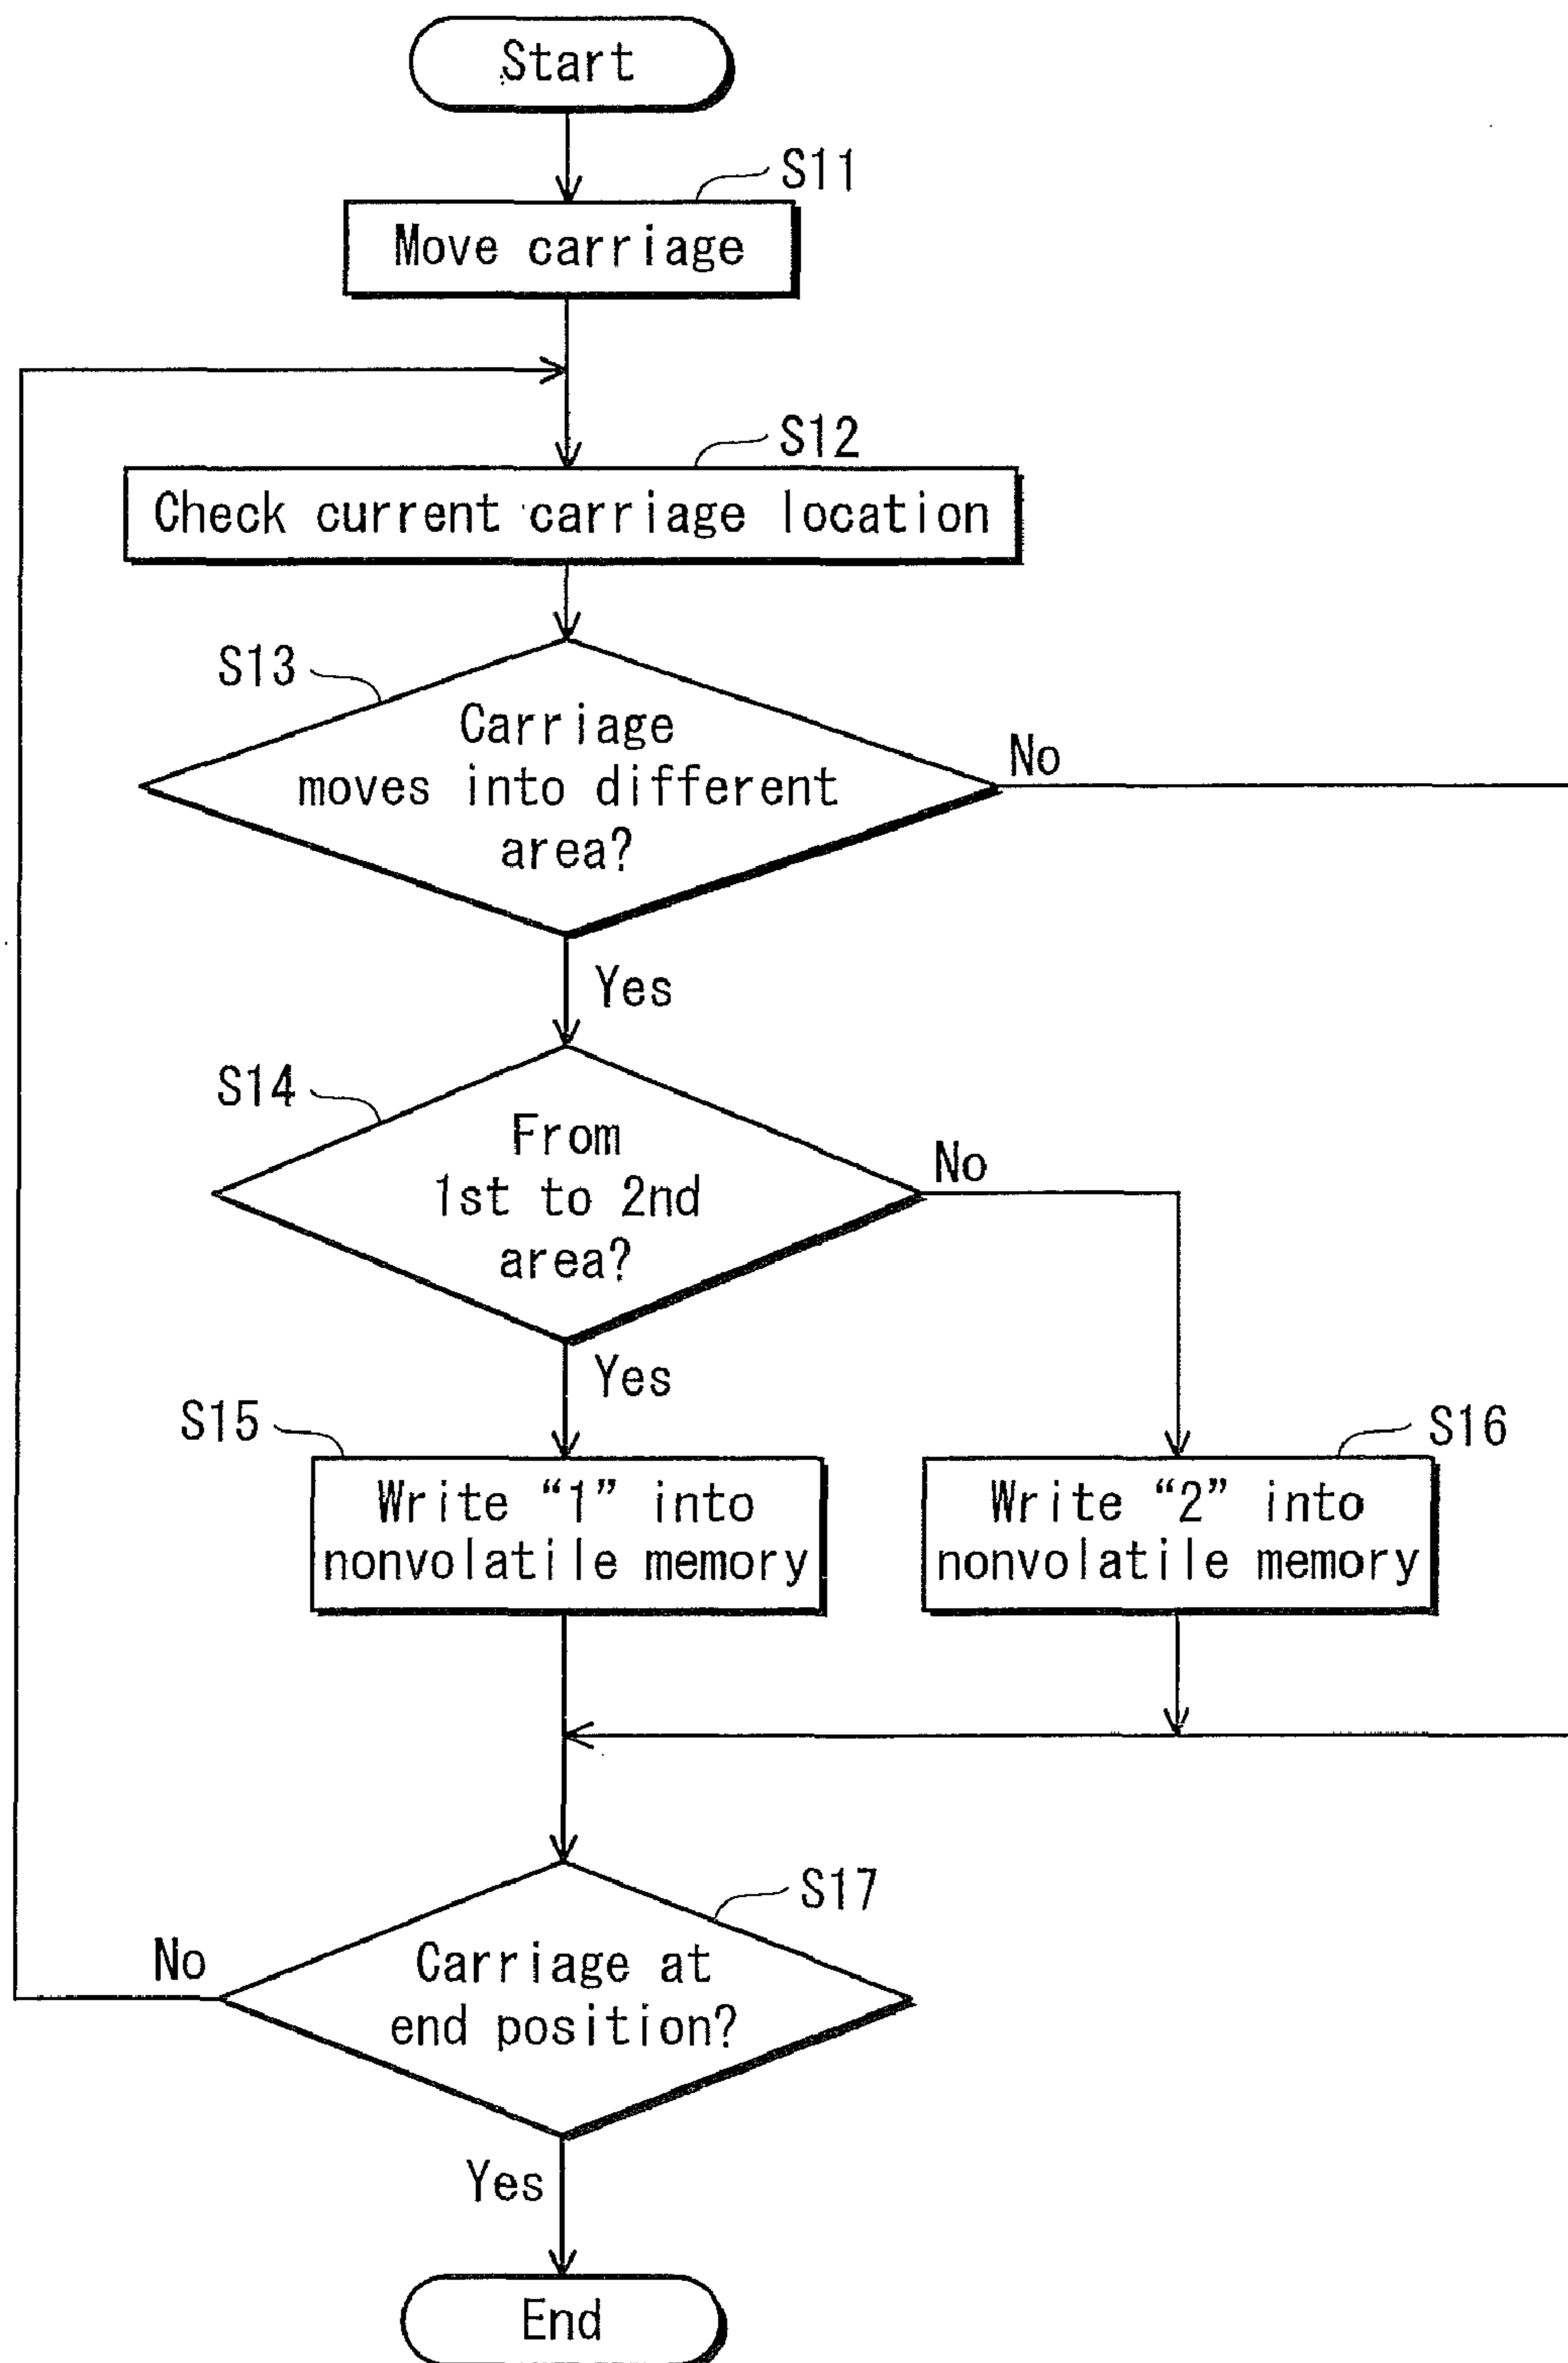 Start
S11
Move carriage
S12
Check current carriage location
S13
Carriage
moves into different
area?
No
Yes
S14
From
1st to 2nd
area?
No
Yes
S15
Write “1” into
nonvolatile memory
S16
Write “2” into
nonvolatile memory
S17
Carriage at
end position?
No
Yes
End